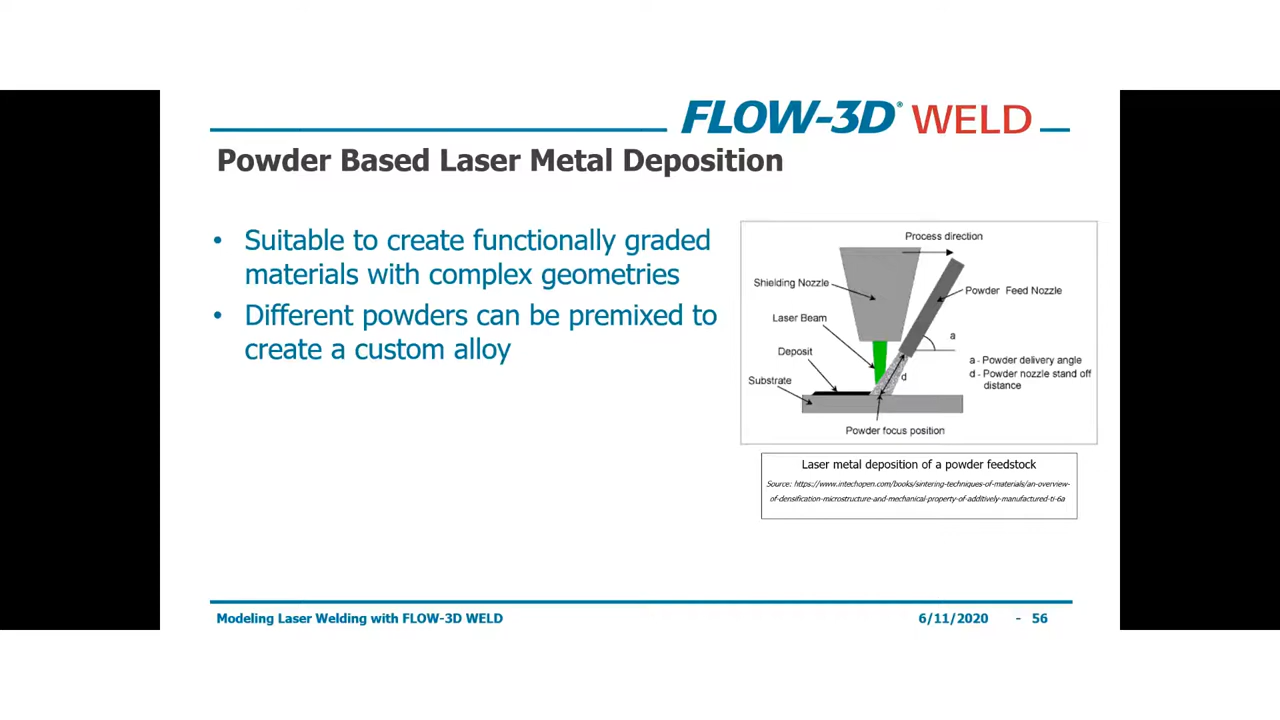 FLOW-3D® WELD
Powder Based Laser Metal Deposition
• Suitable to create functionally graded
materials with complex geometries
• Different powders can be premixed to
create a custom alloy
Process direction
Shielding Nozzle
Powder Feed Nozzle
Laser Beam
a
Deposit
a - Powder delivery angle
d - Powder nozzle stand off
distance
d
Substrate
Powder focus position
Laser metal deposition of a powder feedstock
Source: https://www.intechopen.com/books/sintering-techniques-of-materials/an-overview-
of-densification-microstructure-and-mechanical-property-of-additively-manufactured-ti-6a
Modeling Laser Welding with FLOW-3D WELD
6/11/2020 - 56